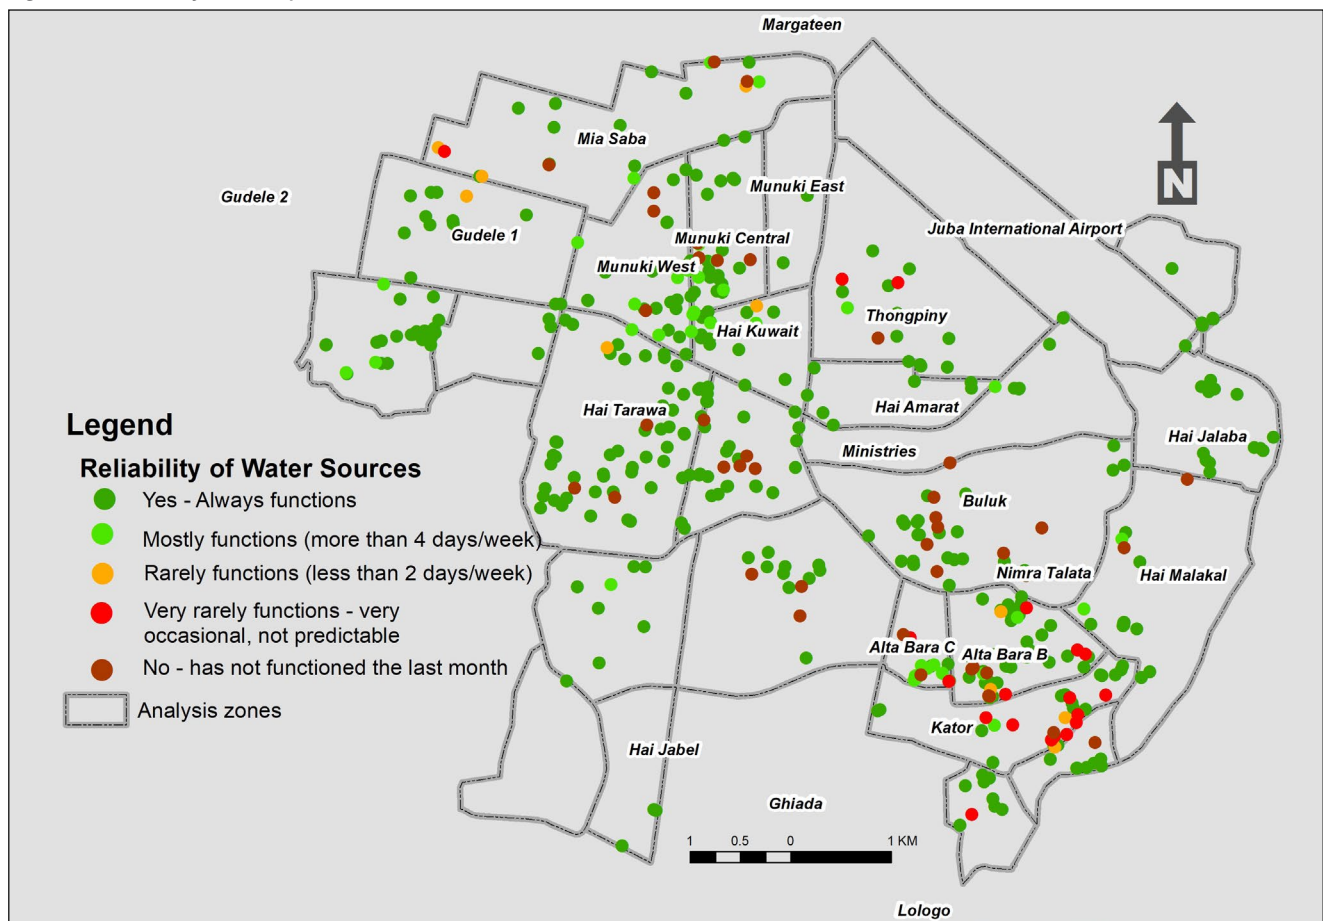 Margateen
Mia Saba
Gudele 2
Munuki East
N
Gudele 1
Munuki Central
Juba International Airport
Munuki West
Thongpiny
Hai Kuwait
Hai Tarawa
Hai Amarat
Legend
Hai Jalaba
Ministries
Reliability of Water Sources
Yes - Always functions
Buluk
Mostly functions (more than 4 days/week)
Rarely functions (less than 2 days/week)
Nimra Talata
Hai Malakal
Very rarely functions - very
occasional, not predictable
Alta Bara C
Alta Bara B
No - has not functioned the last month
Analysis zones
Kator
Hai Jabel
Ghiada
1 0.5 0 1 KM
Lologo